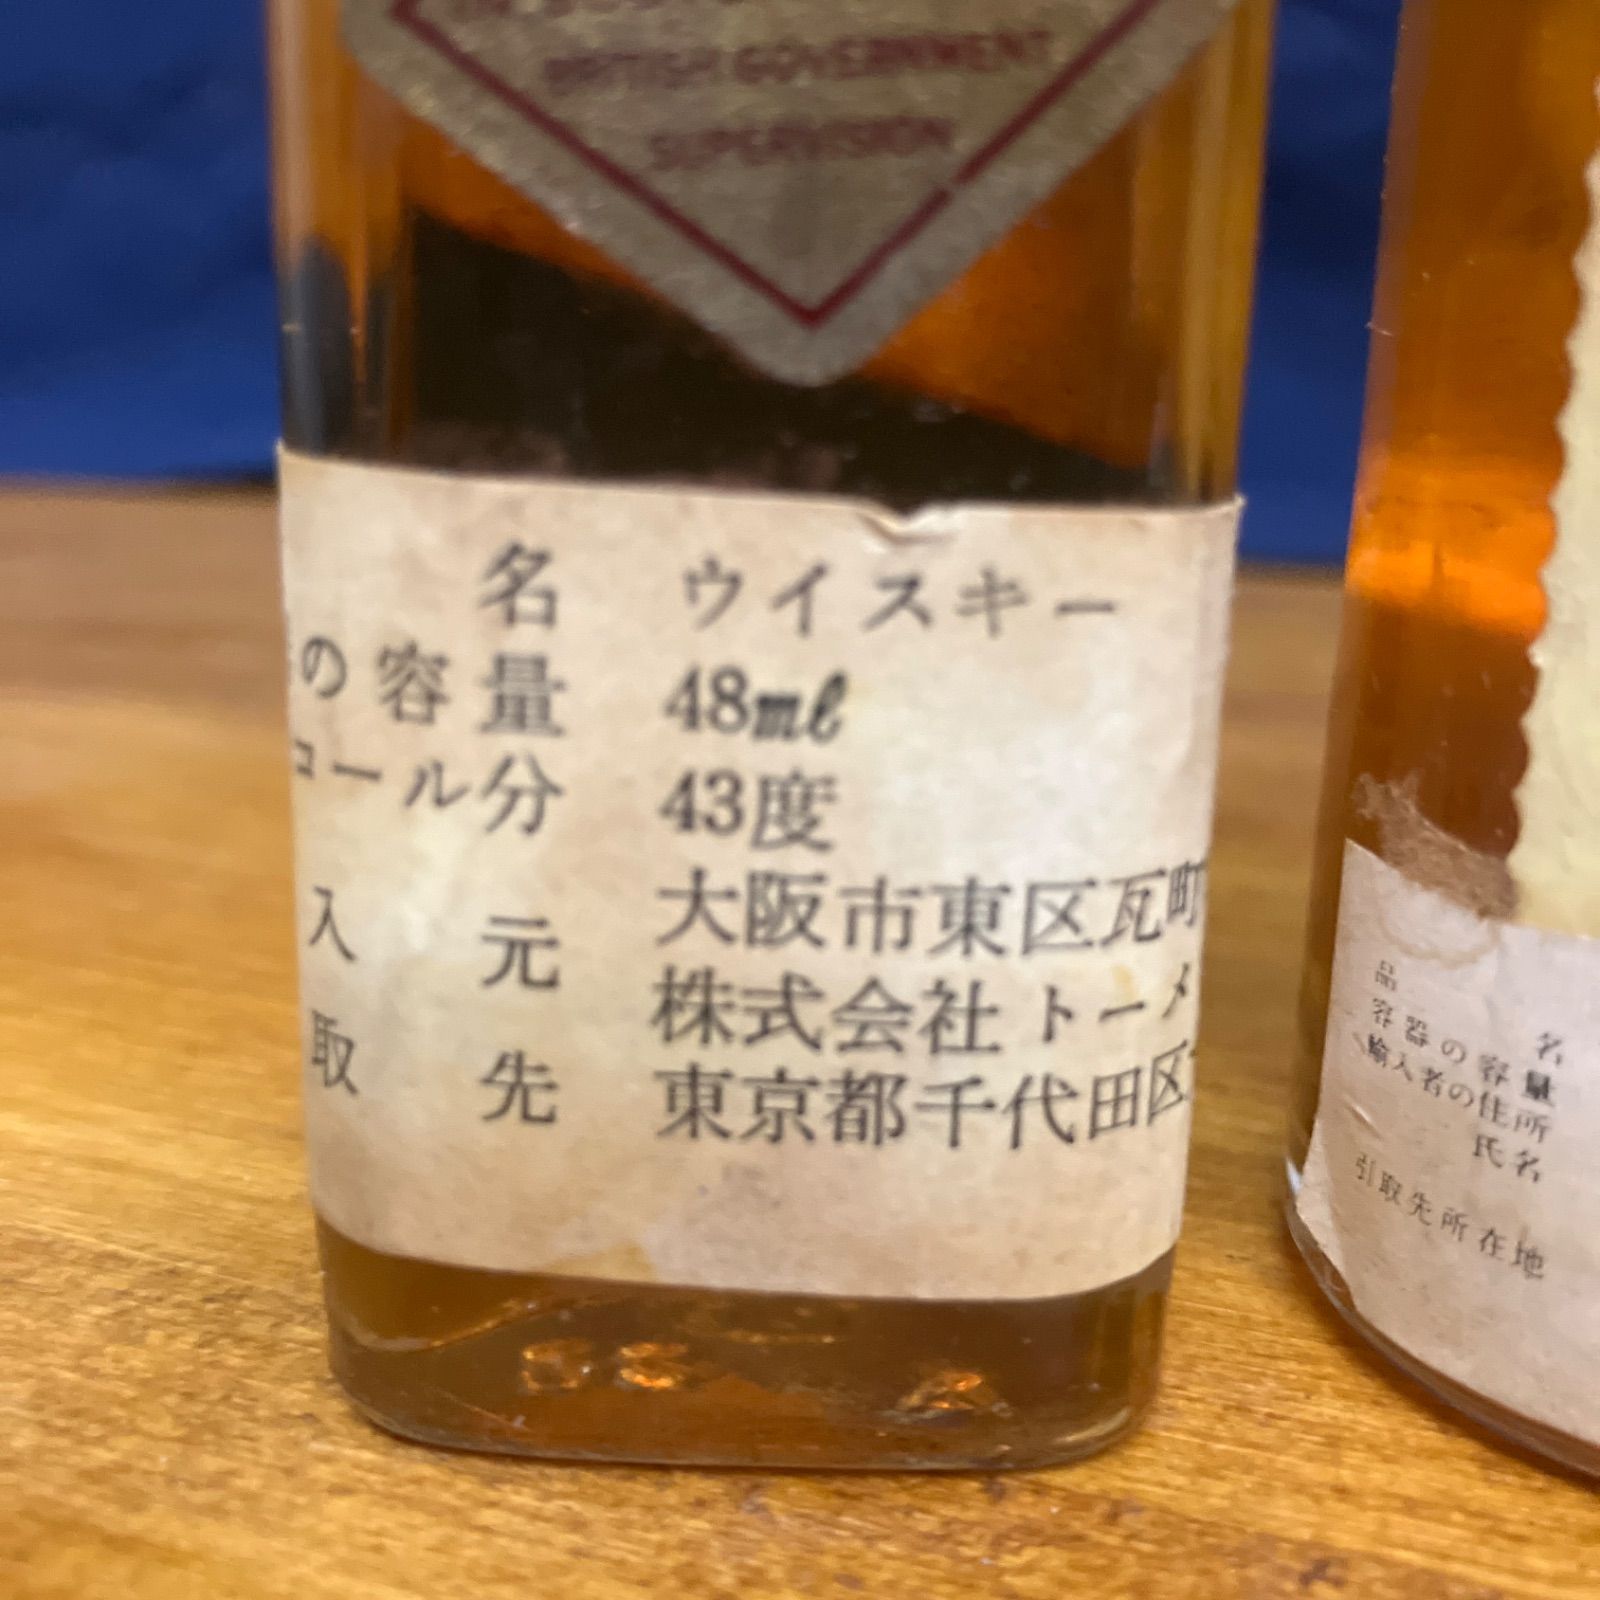 BRITISH GOVERNMENT
SUPERVISION
名 ウイスキー
の容量 48ml
コール分 43度
入元 大阪市東区瓦町
株式会社トーメ
取先 東京都千代田区
品名
容器の容量
輸入者の住所
氏名
引取先所在地